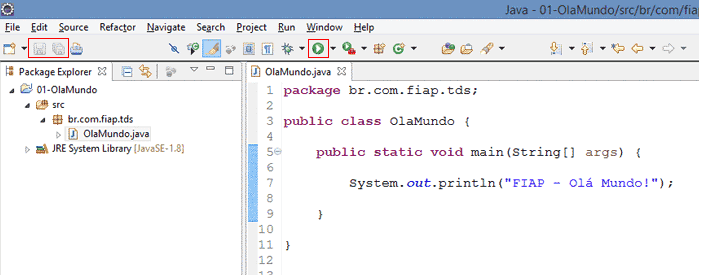 Java - 01-OlaMundo/src/br/com/fiap
File Edit Source Refactor Navigate Search Project Run Window Help
Package Explorer
01-OlaMundo
src
br.com.fiap.tds
OlaMundo.java
JRE System Library [JavaSE-1.8]
OlaMundo.java
1 package br.com.fiap.tds;
2
3 public class OlaMundo {
4
5 public static void main(String[] args) {
6
7 System.out.println("FIAP - Olá Mundo!");
8
9 }
10
11 }
12